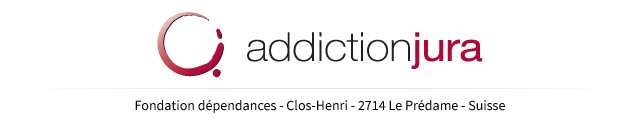 addictionjura
Fondation dépendances - Clos-Henri - 2714 Le Prédame - Suisse